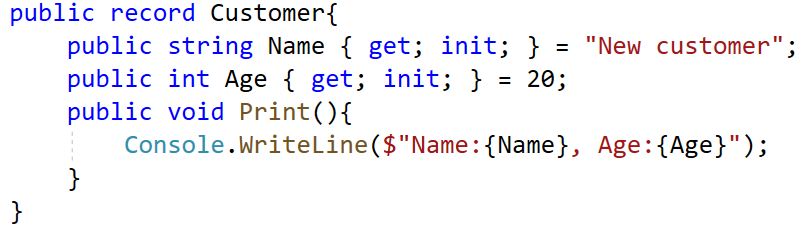 public record Customer{
    public string Name { get; init; } = "New customer";
    public int Age { get; init; } = 20;
    public void Print(){
        Console.WriteLine($"Name:{Name}, Age:{Age}");
    }
}